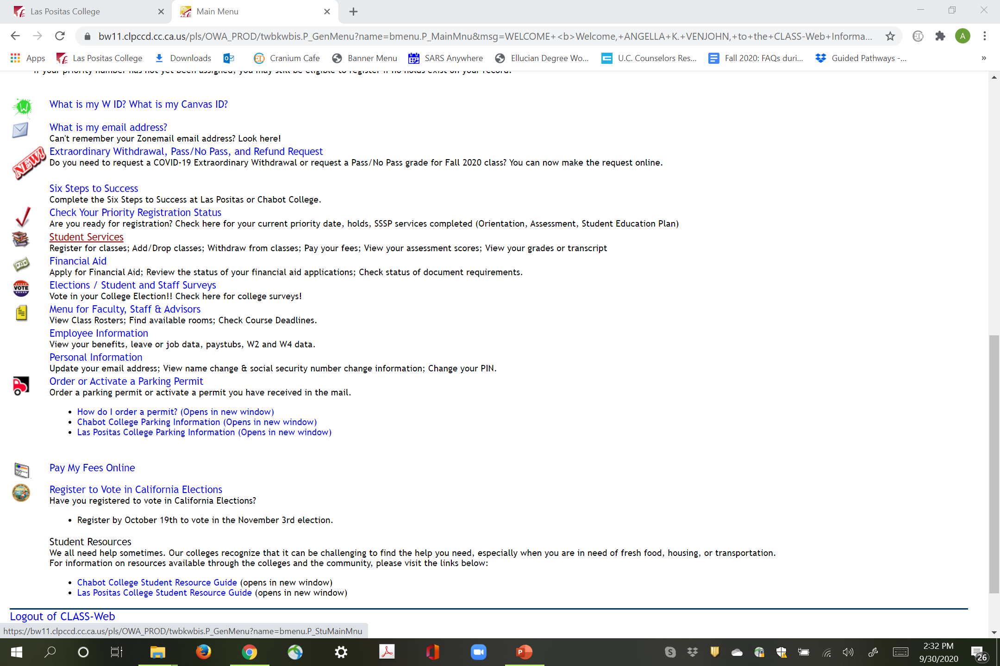 Las Positas College
Main Menu
bw11.clpccd.cc.ca.us/pls/OWA_PROD/twbkwbis.P_GenMenu?name=bmenu.P_MainMnu&msg=WELCOME+<b>Welcome,+ANGELLA+K.+VENJOHN,+to+the+CLASS-Web+Informa...
A
Apps
Las Positas College
Downloads
Cranium Cafe
Banner Menu
SARS Anywhere
Ellucian Degree Wo...
U.C. Counselors Res...
Fall 2020: FAQs duri...
Guided Pathways -...
»
If your priority number has not yet been assigned, you may still be eligible to register if no holds exist on your record.
W
What is my W ID? What is my Canvas ID?
What is my email address?
Can't remember your Zonemail email address? Look here!
NEW!
Extraordinary Withdrawal, Pass/No Pass, and Refund Request
Do you need to request a COVID-19 Extraordinary Withdrawal or request a Pass/No Pass grade for Fall 2020 class? You can now make the request online.
Six Steps to Success
Complete the Six Steps to Success at Las Positas or Chabot College.
Check Your Priority Registration Status
Are you ready for registration? Check here for your current priority date, holds, SSSP services completed (Orientation, Assessment, Student Education Plan)
Student Services
Register for classes; Add/Drop classes; Withdraw from classes; Pay your fees; View your assessment scores; View your grades or transcript
Financial Aid
Apply for Financial Aid; Review the status of your financial aid applications; Check status of document requirements.
VOTE
Elections / Student and Staff Surveys
Vote in your College Election!! Check here for college surveys!
Menu for Faculty, Staff & Advisors
View Class Rosters; Find available rooms; Check Course Deadlines.
Employee Information
View your benefits, leave or job data, paystubs, W2 and W4 data.
Personal Information
Update your email address; View name change & social security number change information; Change your PIN.
Order or Activate a Parking Permit
Order a parking permit or activate a permit you have received in the mail.
• How do I order a permit? (Opens in new window)
• Chabot College Parking Information (Opens in new window)
• Las Positas College Parking Information (Opens in new window)
Pay My Fees Online
Register to Vote in California Elections
Have you registered to vote in California Elections?
• Register by October 19th to vote in the November 3rd election.
Student Resources
We all need help sometimes. Our colleges recognize that it can be challenging to find the help you need, especially when you are in need of fresh food, housing, or transportation.
For information on resources available through the colleges and the community, please visit the links below:
• Chabot College Student Resource Guide (opens in new window)
• Las Positas College Student Resource Guide (opens in new window)
Logout of CLASS-Web
https://bw11.clpccd.cc.ca.us/pls/OWA_PROD/twbkwbis.P_GenMenu?name=bmenu.P_StuMainMnu
2:32 PM
9/30/2020
26